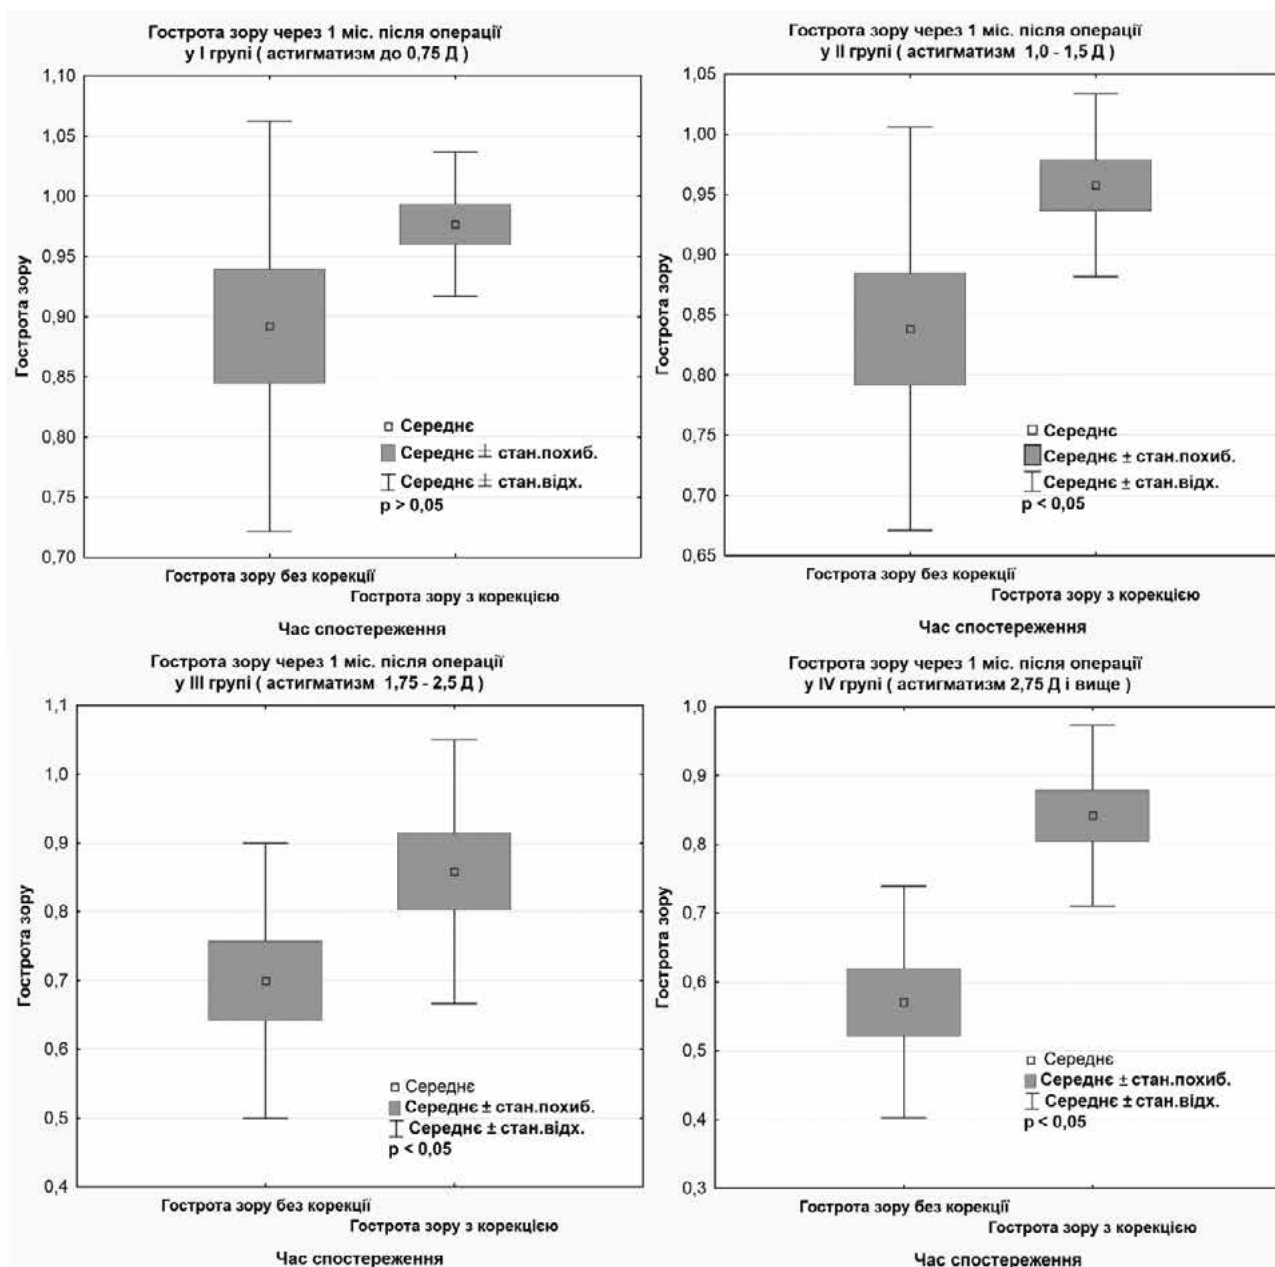 Гострота зору через 1 міс. після операції
у I групі ( астигматизм до 0,75 Д )
1,10
1,05
1,00
0,95
0,90
0,85
0,80
0,75
0,70
Гострота зору
Середнє
Середнє ± стан.похиб.
Середнє ± стан.відх.
p > 0,05
Гострота зору без корекції
Гострота зору з корекцією
Час спостереження
Гострота зору через 1 міс. після операції
у II групі ( астигматизм 1,0 - 1,5 Д )
1,05
1,00
0,95
0,90
0,85
0,80
0,75
0,70
0,65
Гострота зору
Середнє
Середнє ± стан.похиб.
Середнє ± стан.відх.
p < 0,05
Гострота зору без корекції
Гострота зору з корекцією
Час спостереження
Гострота зору через 1 міс. після операції
у III групі ( астигматизм 1,75 - 2,5 Д )
1,1
1,0
0,9
0,8
0,7
0,6
0,5
0,4
Гострота зору
Середнє
Середнє ± стан.похиб.
Середнє ± стан.відх.
p < 0,05
Гострота зору без корекції
Гострота зору з корекцією
Час спостереження
Гострота зору через 1 міс. після операції
у IV групі ( астигматизм 2,75 Д і вище )
1,0
0,9
0,8
0,7
0,6
0,5
0,4
0,3
Гострота зору
Середнє
Середнє ± стан.похиб.
Середнє ± стан.відх.
p < 0,05
Гострота зору без корекції
Гострота зору з корекцією
Час спостереження